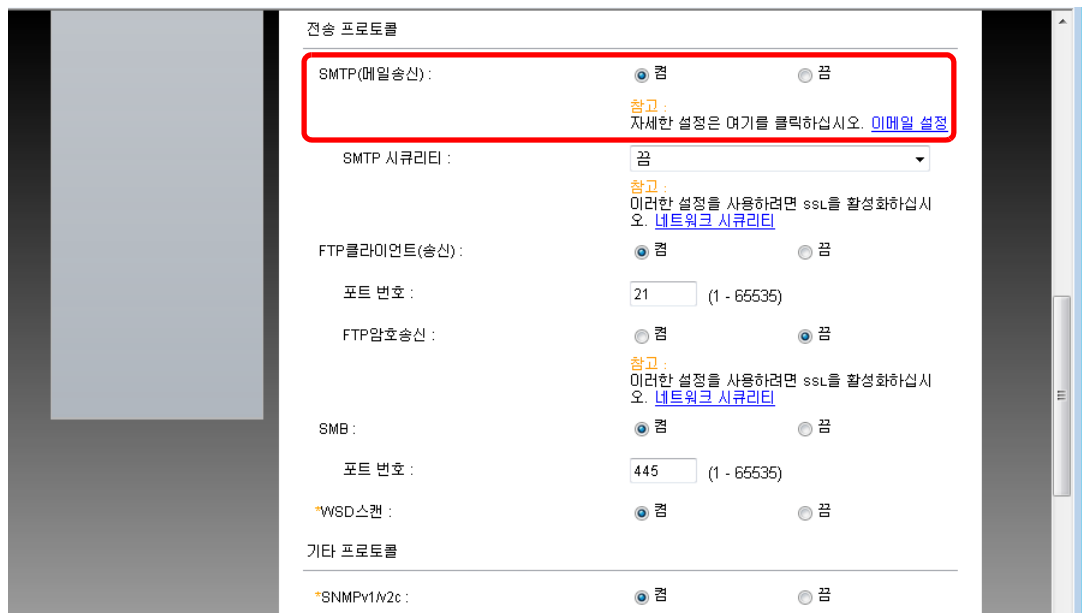 전송 프로토콜
SMTP(메일송신) : 켬 끔
참고 :
자세한 설정은 여기를 클릭하십시오. 이메일 설정
SMTP 시큐리티 : 끔
참고 :
이러한 설정을 사용하려면 SSL을 활성화하십시
오. 네트워크 시큐리티
FTP클라이언트(송신) : 켬 끔
포트 번호 : 21 (1 - 65535)
FTP암호송신 : 켬 끔
참고 :
이러한 설정을 사용하려면 SSL을 활성화하십시
오. 네트워크 시큐리티
SMB : 켬 끔
포트 번호 : 445 (1 - 65535)
*WSD스캔 : 켬 끔
기타 프로토콜
*SNMPv1/v2c : 켬 끔